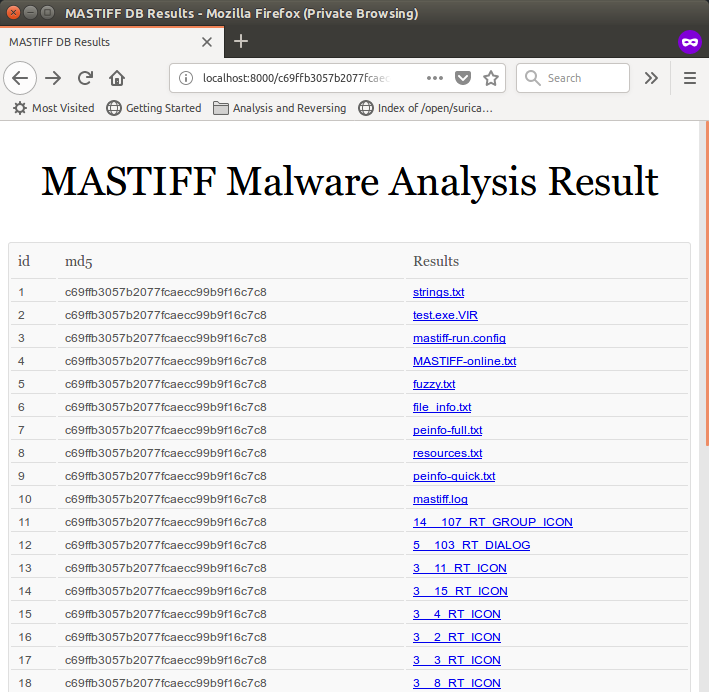 MASTIFF DB Results - Mozilla Firefox (Private Browsing)
MASTIFF DB Results
localhost:8000/c69ffb3057b2077fcaec
Search
Most Visited Getting Started Analysis and Reversing Index of /open/surica...
MASTIFF Malware Analysis Result
id md5 Results
1 c69ffb3057b2077fcaecc99b9f16c7c8 strings.txt
2 c69ffb3057b2077fcaecc99b9f16c7c8 test.exe.VIR
3 c69ffb3057b2077fcaecc99b9f16c7c8 mastiff-run.config
4 c69ffb3057b2077fcaecc99b9f16c7c8 MASTIFF-online.txt
5 c69ffb3057b2077fcaecc99b9f16c7c8 fuzzy.txt
6 c69ffb3057b2077fcaecc99b9f16c7c8 file_info.txt
7 c69ffb3057b2077fcaecc99b9f16c7c8 peinfo-full.txt
8 c69ffb3057b2077fcaecc99b9f16c7c8 resources.txt
9 c69ffb3057b2077fcaecc99b9f16c7c8 peinfo-quick.txt
10 c69ffb3057b2077fcaecc99b9f16c7c8 mastiff.log
11 c69ffb3057b2077fcaecc99b9f16c7c8 14__107_RT_GROUP_ICON
12 c69ffb3057b2077fcaecc99b9f16c7c8 5__103_RT_DIALOG
13 c69ffb3057b2077fcaecc99b9f16c7c8 3__11_RT_ICON
14 c69ffb3057b2077fcaecc99b9f16c7c8 3__15_RT_ICON
15 c69ffb3057b2077fcaecc99b9f16c7c8 3__4_RT_ICON
16 c69ffb3057b2077fcaecc99b9f16c7c8 3__2_RT_ICON
17 c69ffb3057b2077fcaecc99b9f16c7c8 3__3_RT_ICON
18 c69ffb3057b2077fcaecc99b9f16c7c8 3__8_RT_ICON